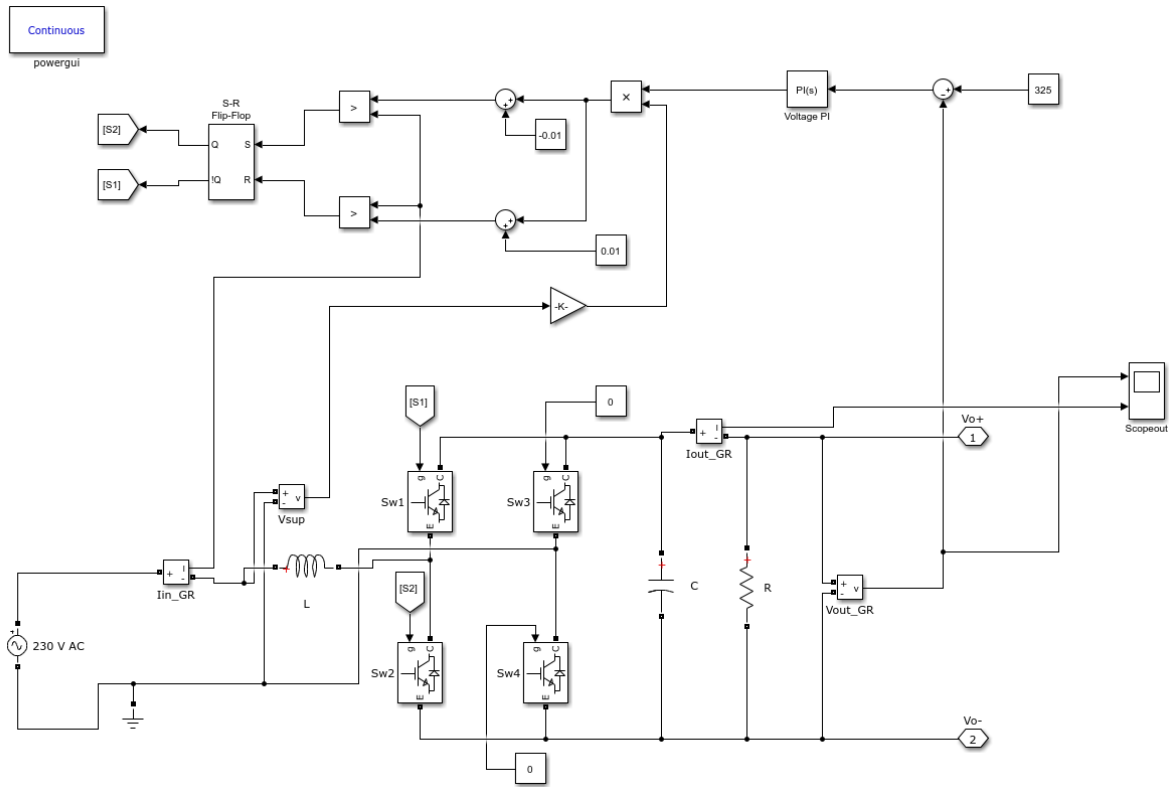 Continuous
powergui
S-R
Flip-Flop
[S2]
[S1]
Q
S
!Q
R
>
>
+
+
-0.01
+
+
0.01
×
PI(s)
Voltage PI
-
+
325
-K-
[S1]
0
Scopeout
Vo+
1
+
I
-
Iout_GR
g
C
E
Sw1
g
C
E
Sw3
+
-
v
Vsup
+
I
-
Iin_GR
+
L
[S2]
+
C
+
R
+
-
v
Vout_GR
+
230 V AC
g
C
E
Sw2
g
C
E
Sw4
Vo-
2
0